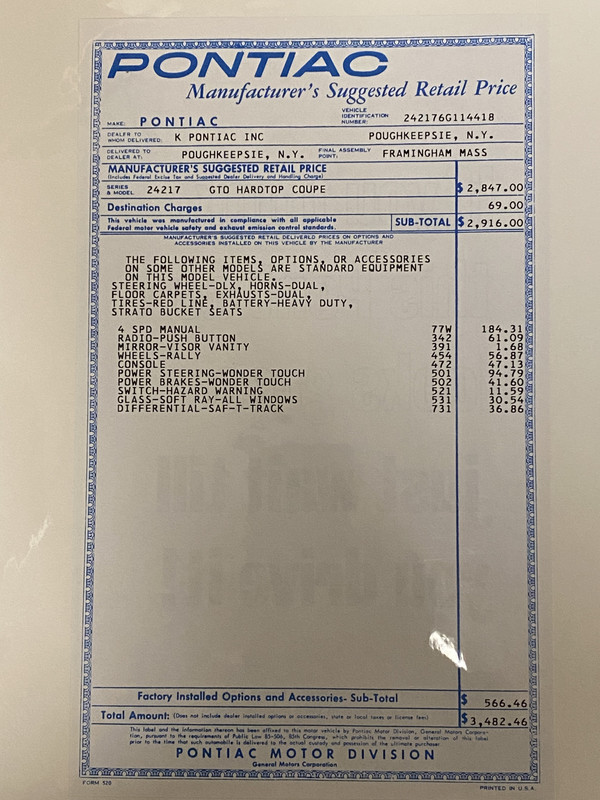 PONTIAC
Manufacturer's Suggested Retail Price
MAKE: PONTIAC VEHICLE IDENTIFICATION NUMBER: 242176G114418
DEALER TO WHOM DELIVERED: K PONTIAC INC POUGHKEEPSIE, N.Y.
DELIVERED TO DEALER AT: POUGHKEEPSIE, N.Y. FINAL ASSEMBLY POINT: FRAMINGHAM MASS
MANUFACTURER'S SUGGESTED RETAIL PRICE
(Includes Federal Excise Tax and Suggested Dealer Delivery and Handling Charge)
SERIES & MODEL 24217 GTO HARDTOP COUPE $ 2,847.00
Destination Charges 69.00
This vehicle was manufactured in compliance with all applicable
Federal motor vehicle safety and exhaust emission control standards. SUB-TOTAL $ 2,916.00
MANUFACTURER'S SUGGESTED RETAIL DELIVERED PRICES ON OPTIONS AND
ACCESSORIES INSTALLED ON THIS VEHICLE BY THE MANUFACTURER
THE FOLLOWING ITEMS, OPTIONS, OR ACCESSORIES
ON SOME OTHER MODELS ARE STANDARD EQUIPMENT
ON THIS MODEL VEHICLE.
STEERING WHEEL-DLX, HORNS-DUAL,
FLOOR CARPETS, EXHAUSTS-DUAL,
TIRES-RED LINE, BATTERY-HEAVY DUTY,
STRATO BUCKET SEATS
4 SPD MANUAL 77W 184.31
RADIO-PUSH BUTTON 342 61.09
MIRROR-VISOR VANITY 391 1.68
WHEELS-RALLY 454 56.87
CONSOLE 472 47.13
POWER STEERING-WONDER TOUCH 501 94.79
POWER BRAKES-WONDER TOUCH 502 41.60
SWITCH-HAZARD WARNING 521 11.59
GLASS-SOFT RAY-ALL WINDOWS 531 30.54
DIFFERENTIAL-SAF-T-TRACK 731 36.86
Factory Installed Options and Accessories- Sub-Total $ 566.46
Total Amount: (Does not include dealer installed options or accessories, state or local taxes or license fees) $ 3,482.46
This label and the information thereon has been affixed to this motor vehicle by Pontiac Motor Division, General Motors Corpora-
tion, pursuant to the requirements of Public Law 85-506, 85th Congress, which prohibits the removal or alteration of this label
prior to the time that such automobile is delivered to the actual custody and possession of the ultimate purchaser.
PONTIAC MOTOR DIVISION
General Motors Corporation
FORM 520 PRINTED IN U.S.A.